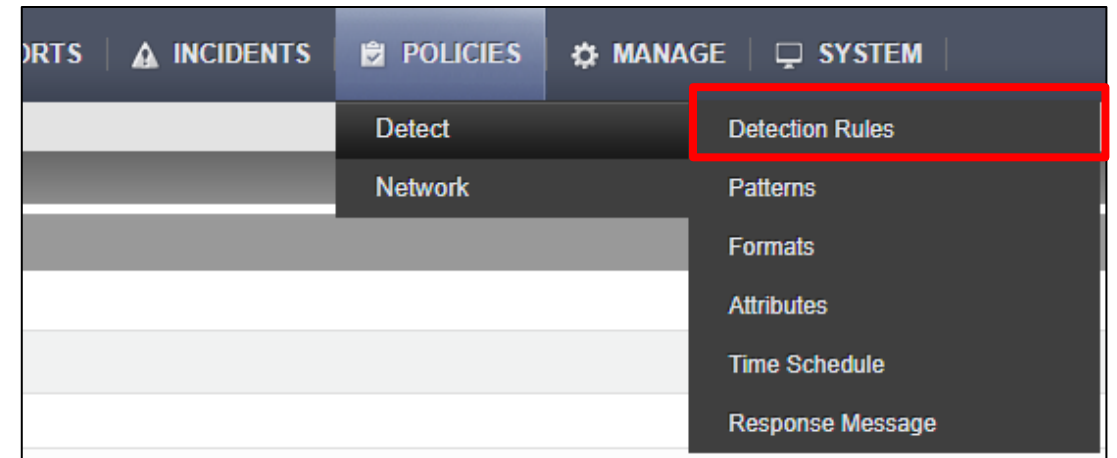 ORTS INCIDENTS POLICIES MANAGE SYSTEM
Detect Detection Rules
Network Patterns
Formats
Attributes
Time Schedule
Response Message